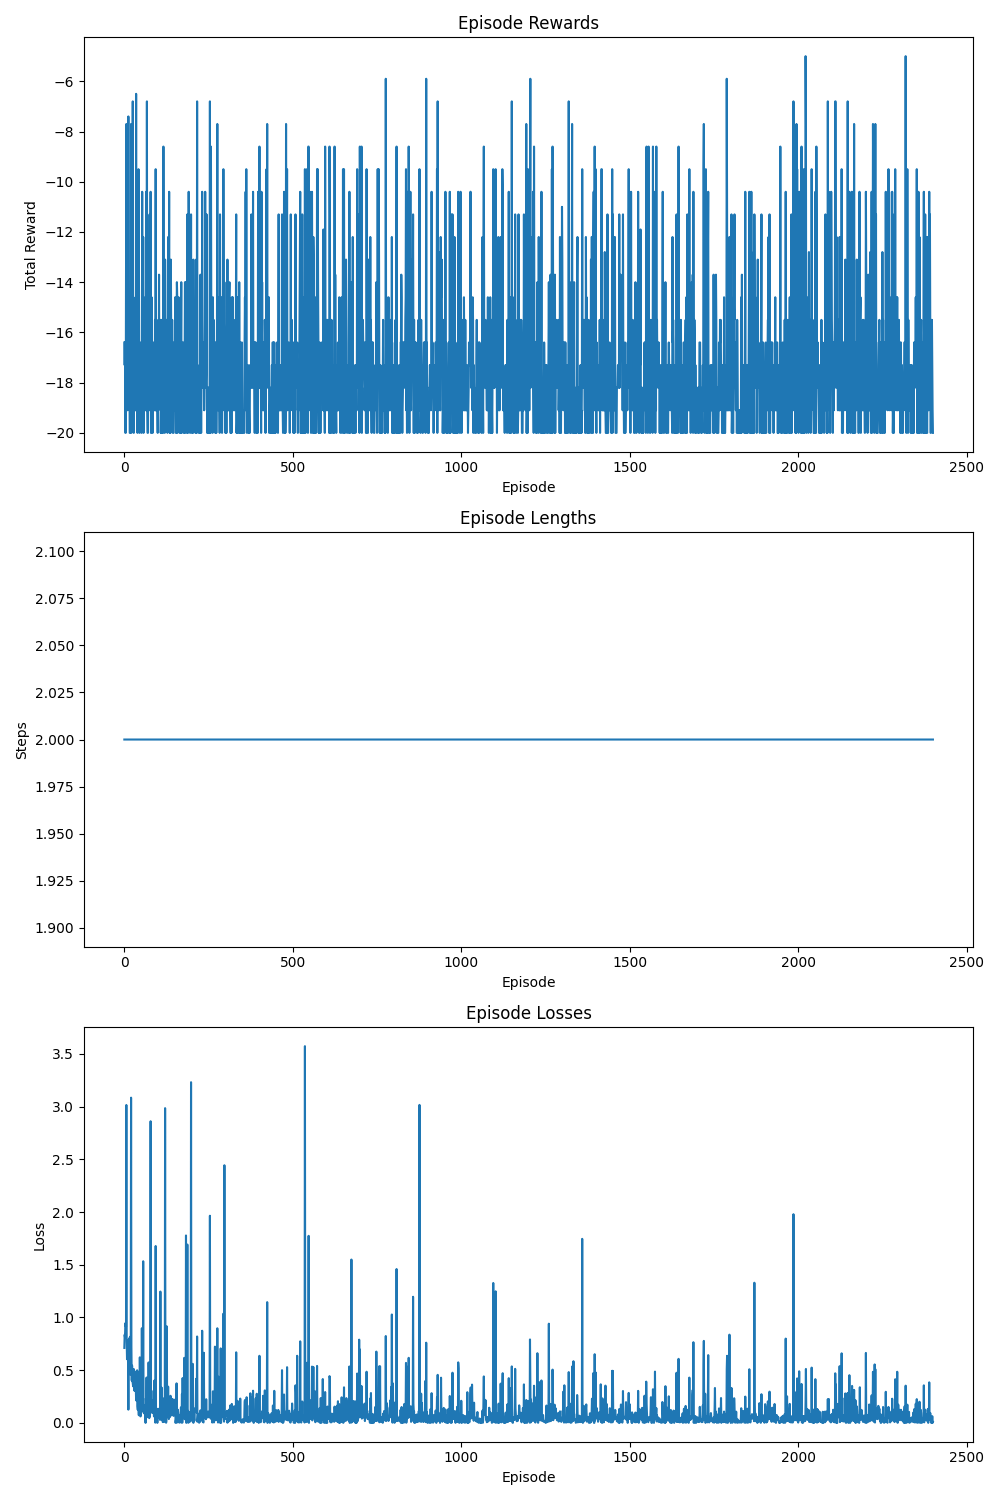 Episode Rewards
−6
−8
−10
−12
−14
−16
−18
−20
Total Reward
0 500 1000 1500 2000 2500
Episode
Episode Lengths
2.100
2.075
2.050
2.025
2.000
1.975
1.950
1.925
1.900
Steps
0 500 1000 1500 2000 2500
Episode
Episode Losses
3.5
3.0
2.5
2.0
1.5
1.0
0.5
0.0
Loss
0 500 1000 1500 2000 2500
Episode